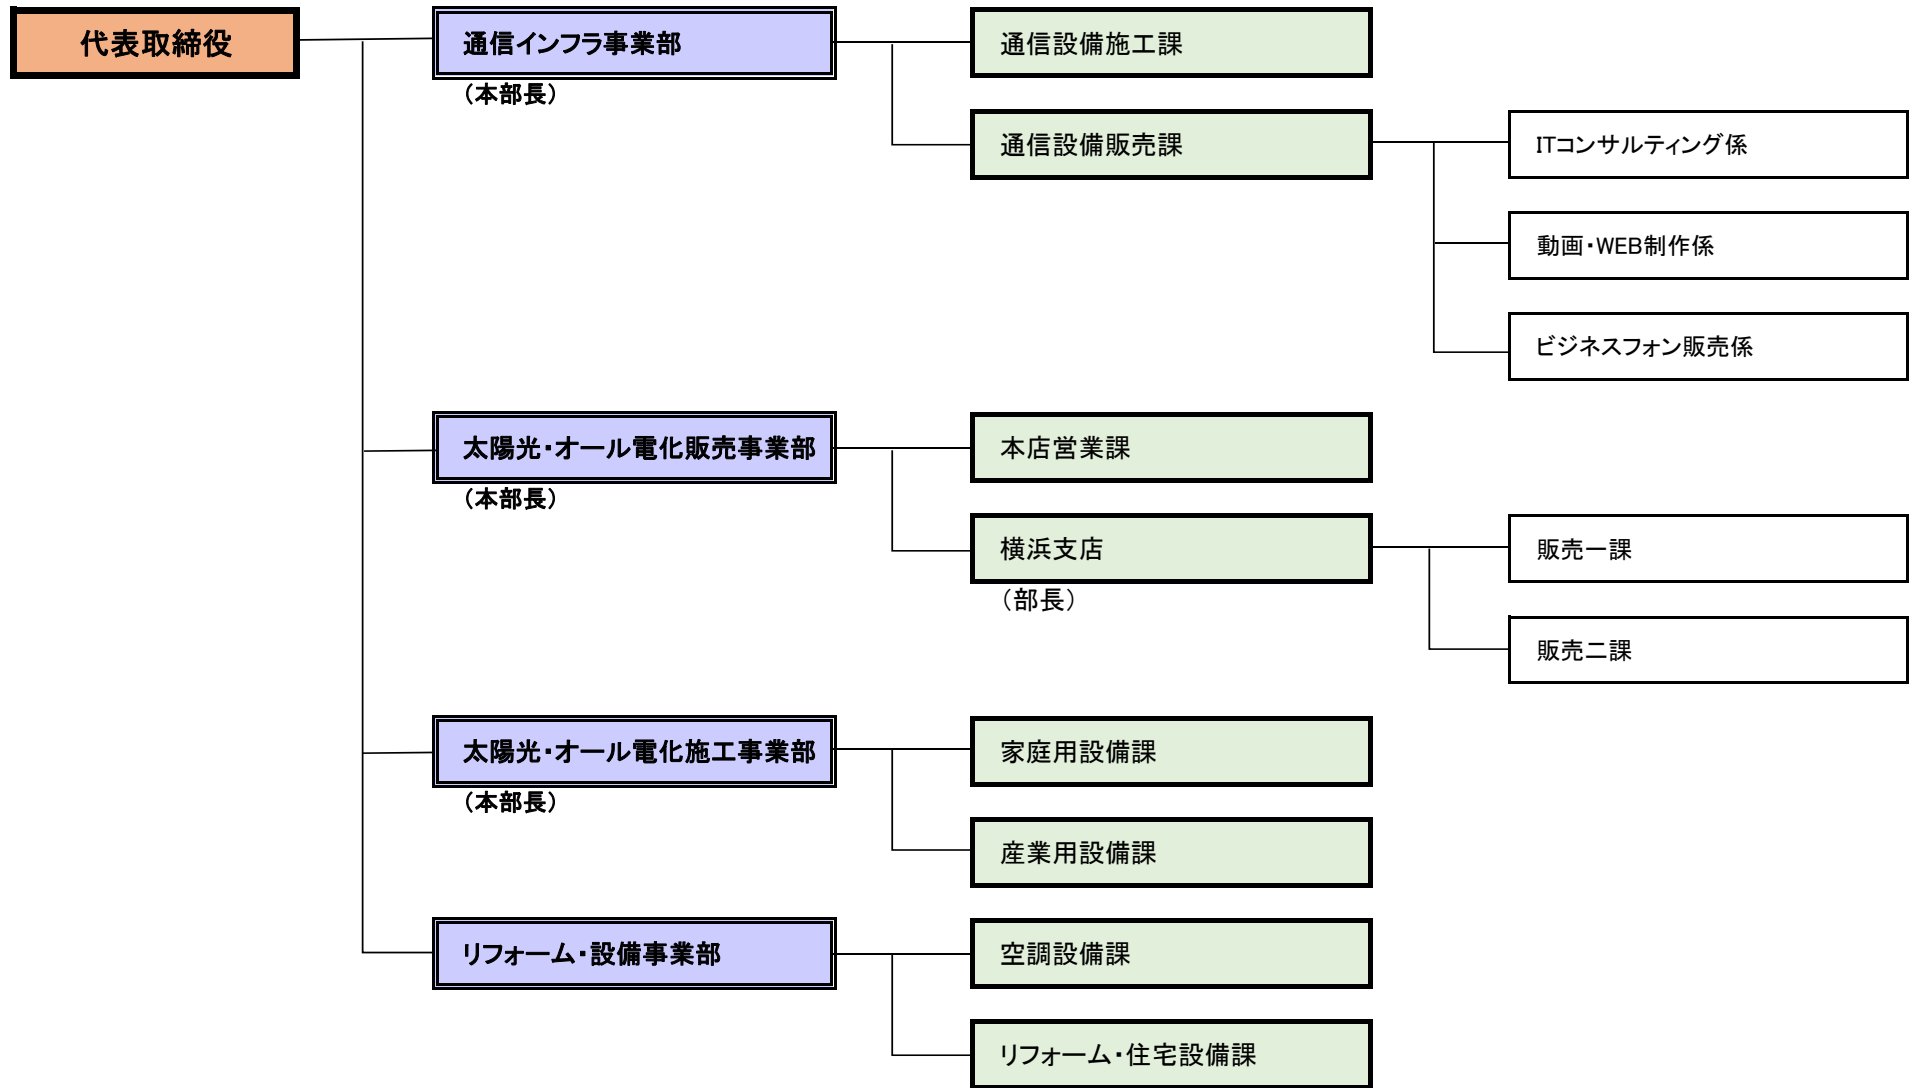 代表取締役
通信インフラ事業部
(本部長)
通信設備施工課
通信設備販売課
ITコンサルティング係
動画・WEB制作係
ビジネスフォン販売係
太陽光・オール電化販売事業部
(本部長)
本店営業課
横浜支店
(部長)
販売一課
販売二課
太陽光・オール電化施工事業部
(本部長)
家庭用設備課
産業用設備課
リフォーム・設備事業部
空調設備課
リフォーム・住宅設備課